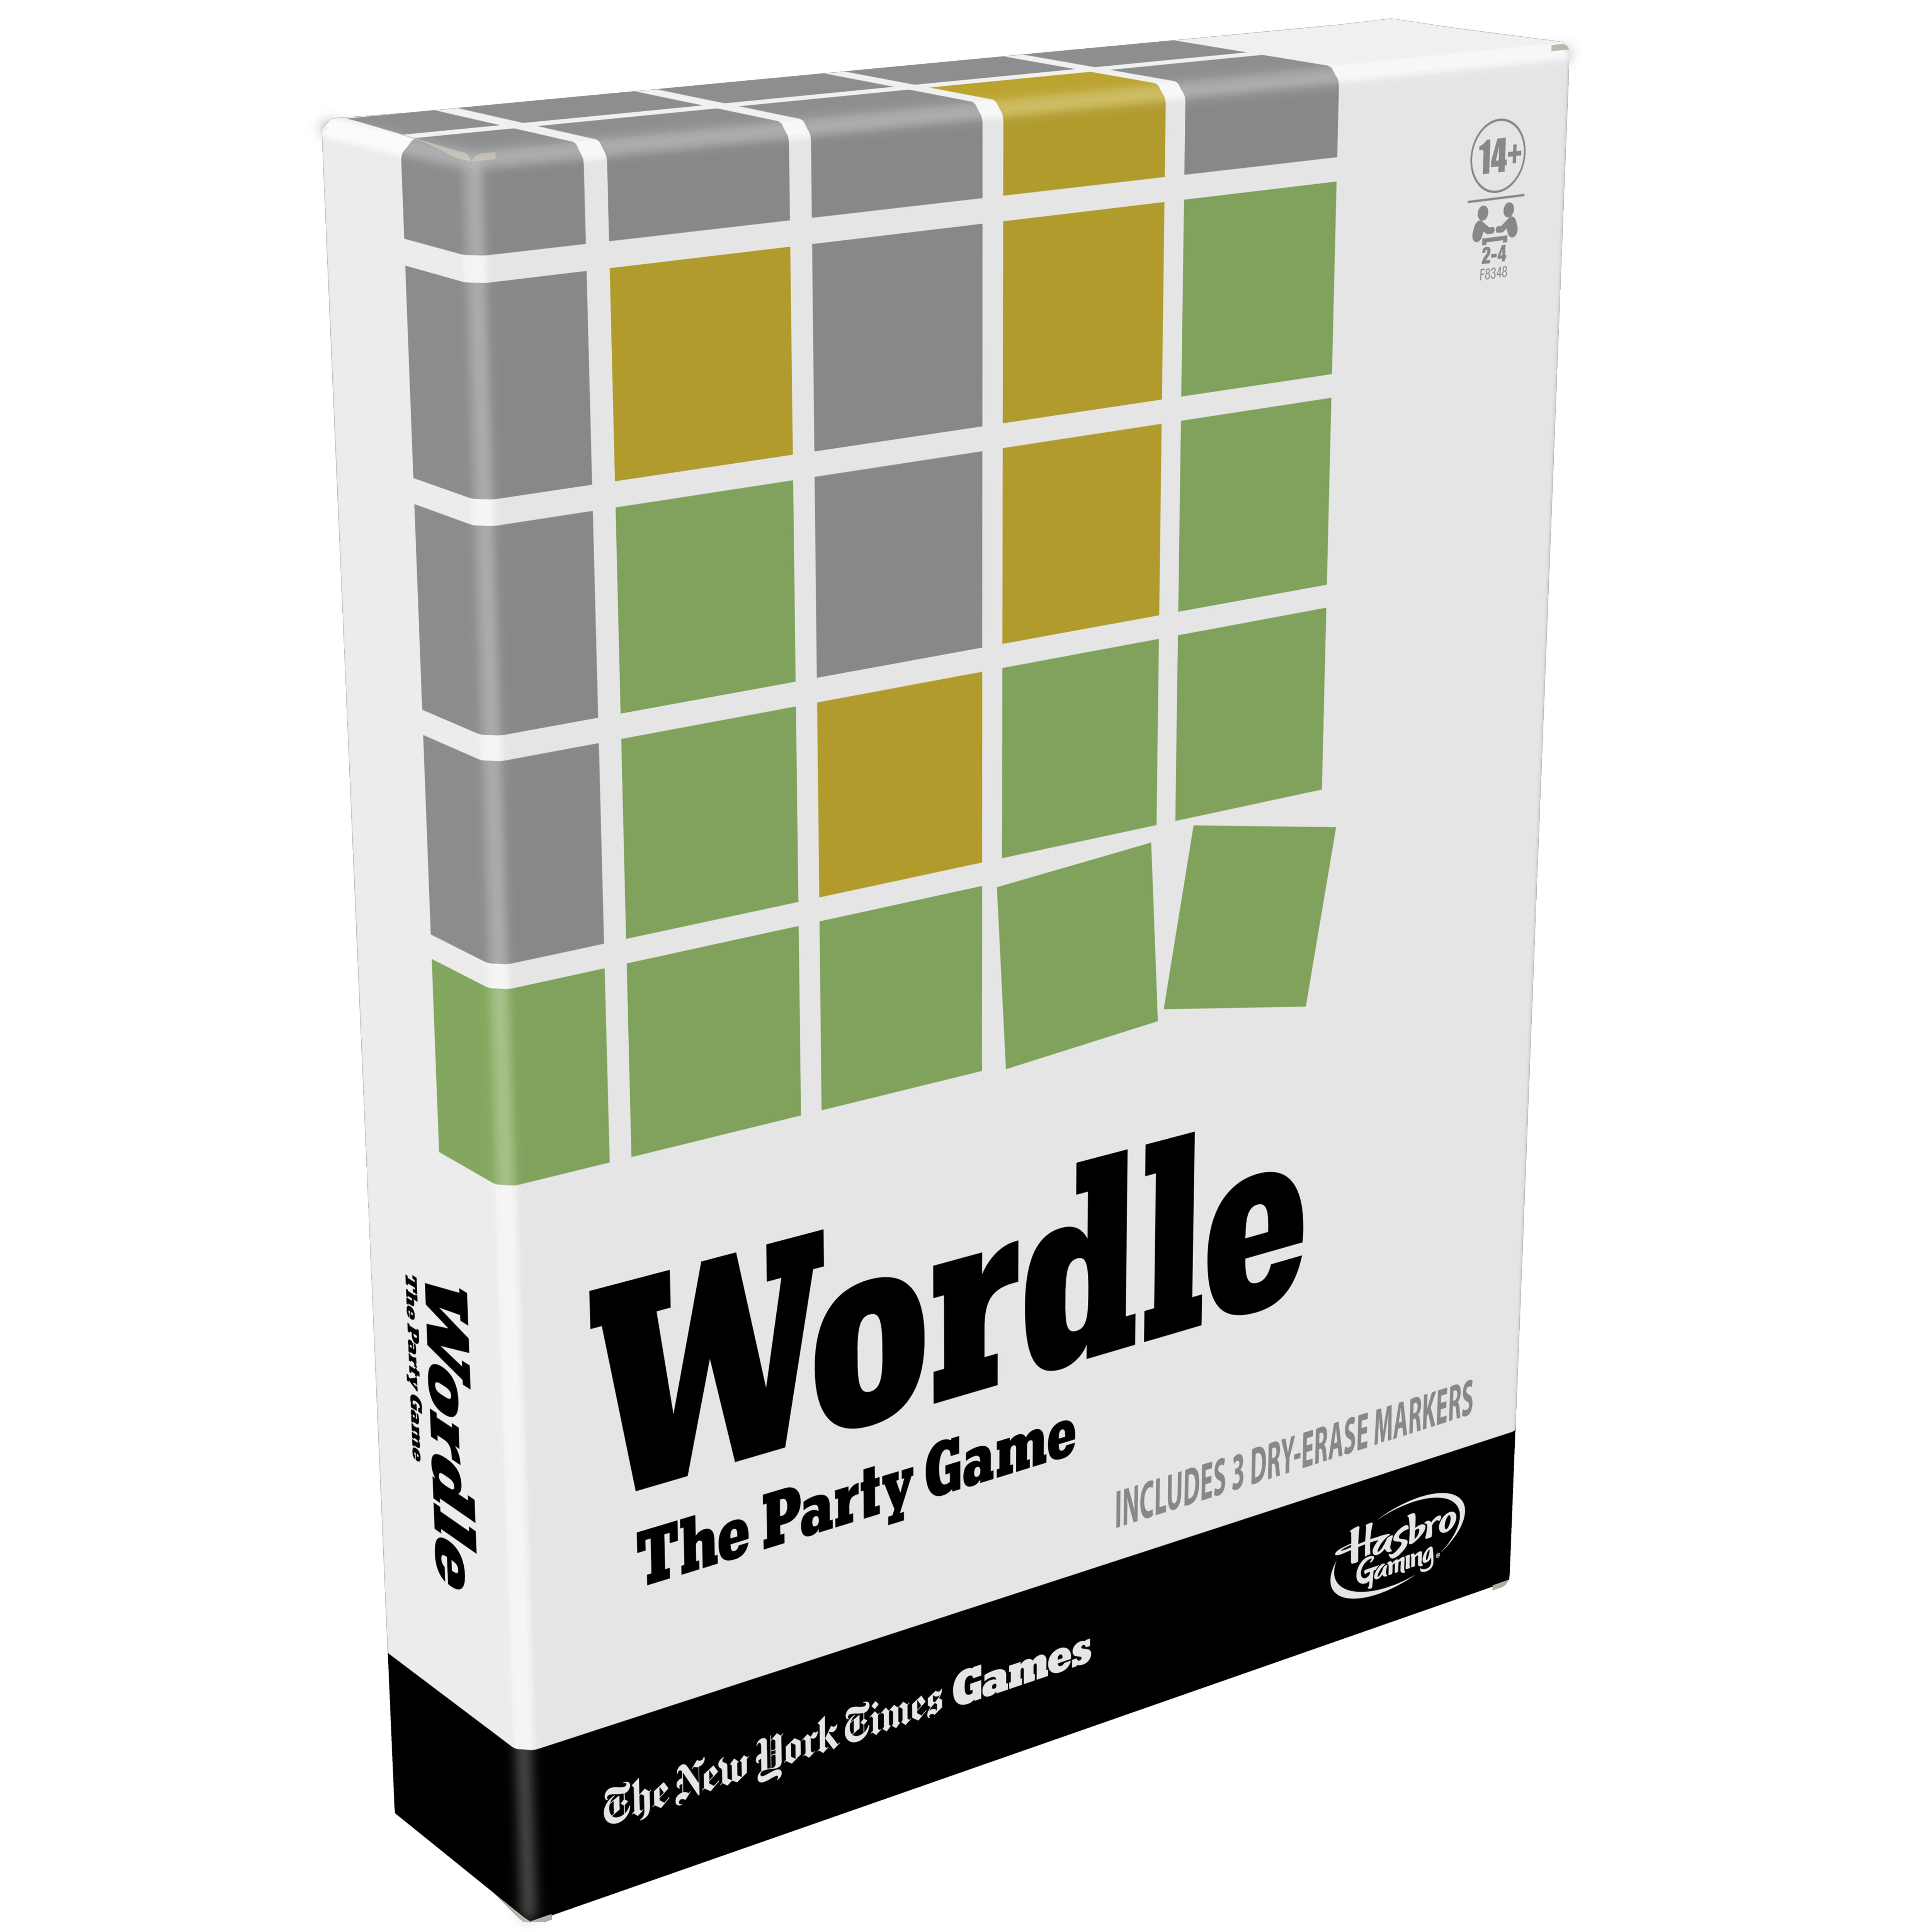 14+
2-4
F8348
Wordle
The Party Game
INCLUDES 3 DRY-ERASE MARKERS
Hasbro
Gaming
The New York Times Games
Wordle
The Party Game